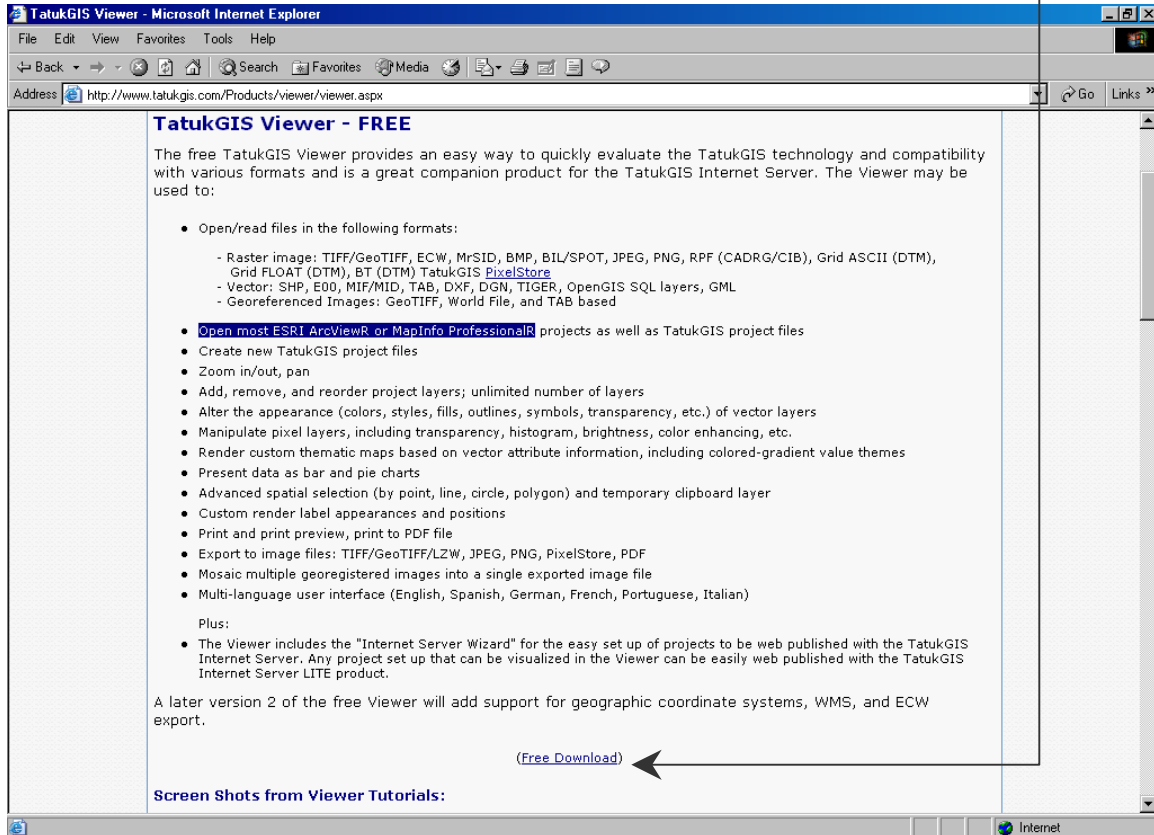 TatukGIS Viewer - Microsoft Internet Explorer
File Edit View Favorites Tools Help
Back Search Favorites Media
Address http://www.tatukgis.com/Products/viewer/viewer.aspx Go Links »
TatukGIS Viewer - FREE
The free TatukGIS Viewer provides an easy way to quickly evaluate the TatukGIS technology and compatibility
with various formats and is a great companion product for the TatukGIS Internet Server. The Viewer may be
used to:
• Open/read files in the following formats:
- Raster image: TIFF/GeoTIFF, ECW, MrSID, BMP, BIL/SPOT, JPEG, PNG, RPF (CADRG/CIB), Grid ASCII (DTM),
Grid FLOAT (DTM), BT (DTM) TatukGIS PixelStore
- Vector: SHP, E00, MIF/MID, TAB, DXF, DGN, TIGER, OpenGIS SQL layers, GML
- Georeferenced Images: GeoTIFF, World File, and TAB based
• Open most ESRI ArcViewR or MapInfo ProfessionalR projects as well as TatukGIS project files
• Create new TatukGIS project files
• Zoom in/out, pan
• Add, remove, and reorder project layers; unlimited number of layers
• Alter the appearance (colors, styles, fills, outlines, symbols, transparency, etc.) of vector layers
• Manipulate pixel layers, including transparency, histogram, brightness, color enhancing, etc.
• Render custom thematic maps based on vector attribute information, including colored-gradient value themes
• Present data as bar and pie charts
• Advanced spatial selection (by point, line, circle, polygon) and temporary clipboard layer
• Custom render label appearances and positions
• Print and print preview, print to PDF file
• Export to image files: TIFF/GeoTIFF/LZW, JPEG, PNG, PixelStore, PDF
• Mosaic multiple georegistered images into a single exported image file
• Multi-language user interface (English, Spanish, German, French, Portuguese, Italian)
Plus:
• The Viewer includes the "Internet Server Wizard" for the easy set up of projects to be web published with the TatukGIS
Internet Server. Any project set up that can be visualized in the Viewer can be easily web published with the TatukGIS
Internet Server LITE product.
A later version 2 of the free Viewer will add support for geographic coordinate systems, WMS, and ECW
export.
(Free Download)
Screen Shots from Viewer Tutorials:
Internet